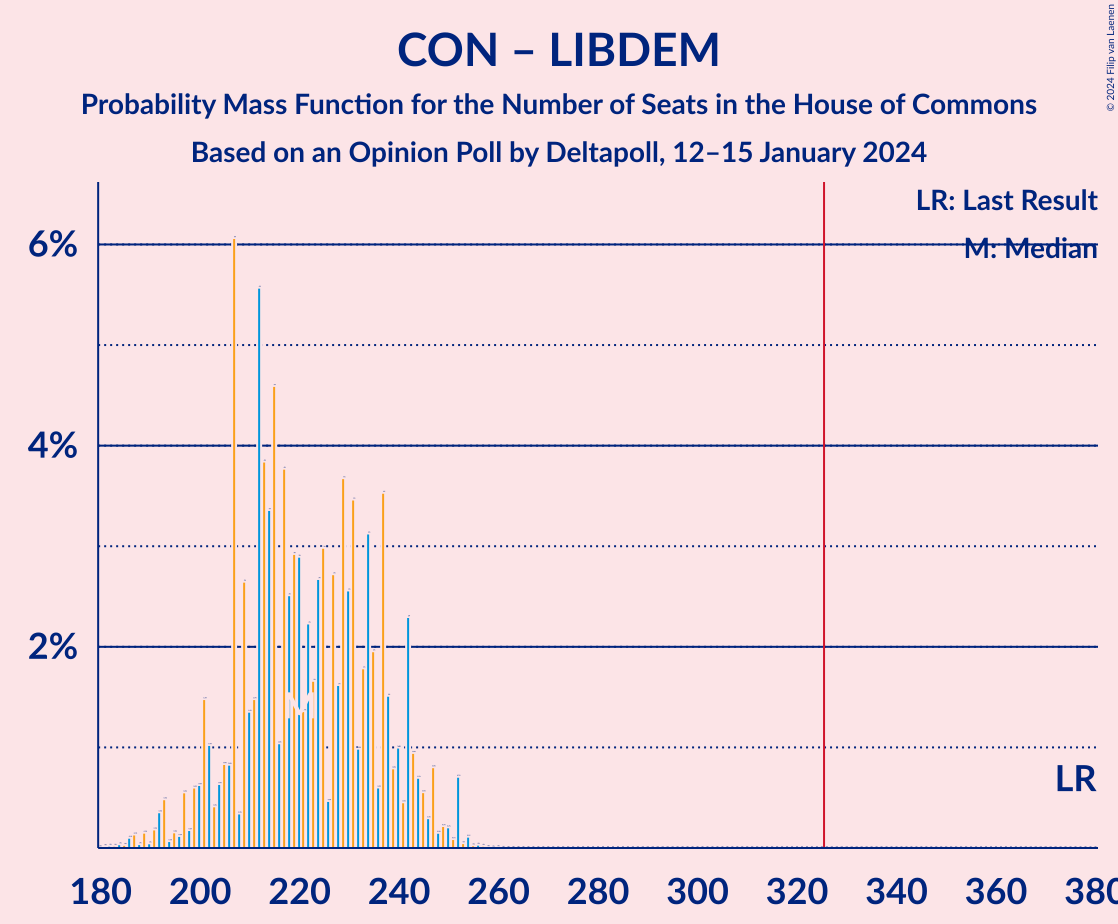 CON – LIBDEM
Probability Mass Function for the Number of Seats in the House of Commons
Based on an Opinion Poll by Deltapoll, 12–15 January 2024
© 2024 Filip van Laenen
LR: Last Result
M: Median
6%
4%
2%
LR
180 200 220 240 260 280 300 320 340 360 380